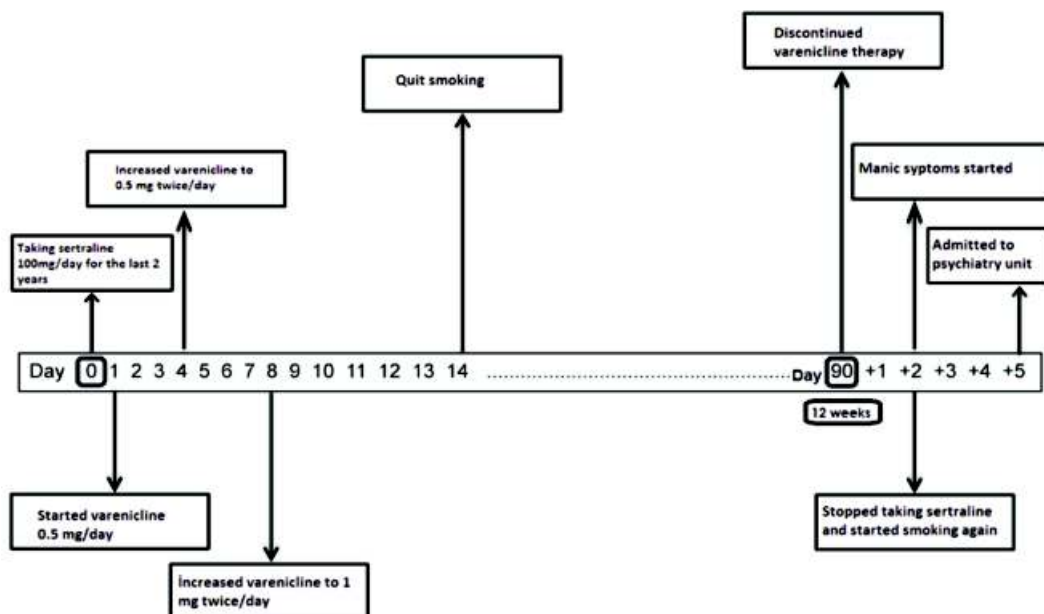 Discontinued
varenicline therapy
Quit smoking
Increased varenicline to
0.5 mg twice/day
Manic syptoms started
Taking sertraline
100mg/day for the last 2
years
Admitted to
psychiatry unit
Day 0 1 2 3 4 5 6 7 8 9 10 11 12 13 14 ........................................................ Day 90 +1 +2 +3 +4 +5
12 weeks
Started varenicline
0.5 mg/day
Stopped taking sertraline
and started smoking again
İncreased varenicline to 1
mg twice/day